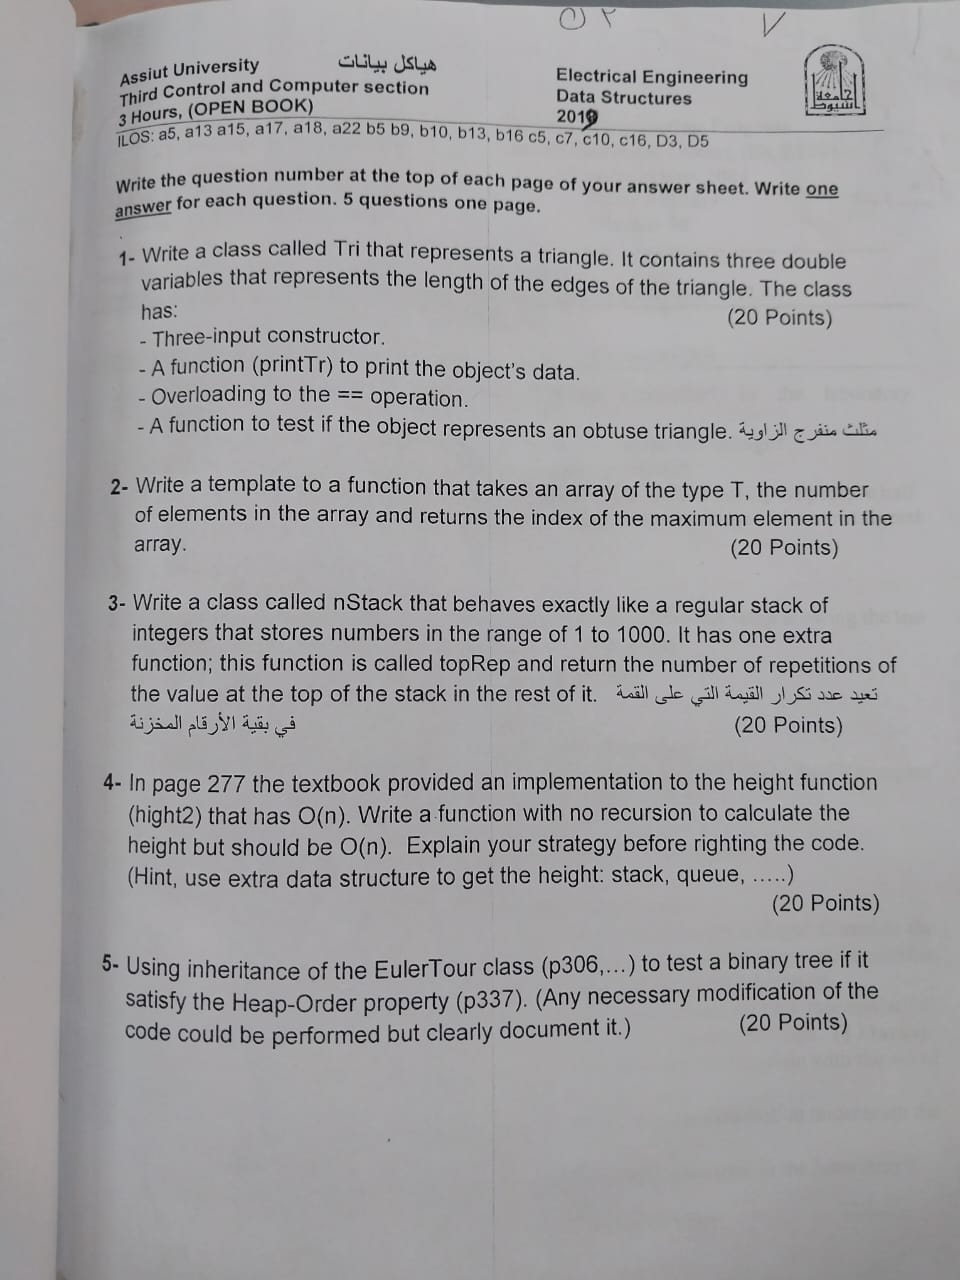 Assiut University هياكل بيانات
Third Control and Computer section
3 Hours, (OPEN BOOK)
Electrical Engineering
Data Structures
2019
جامعة أسيوط
ILOS: a5, a13 a15, a17, a18, a22 b5 b9, b10, b13, b16 c5, c7, c10, c16, D3, D5
Write the question number at the top of each page of your answer sheet. Write one
answer for each question. 5 questions one page.
1- Write a class called Tri that represents a triangle. It contains three double
variables that represents the length of the edges of the triangle. The class
has: (20 Points)
- Three-input constructor.
- A function (printTr) to print the object's data.
- Overloading to the == operation.
- A function to test if the object represents an obtuse triangle. مثلث منفرج الزاوية
2- Write a template to a function that takes an array of the type T, the number
of elements in the array and returns the index of the maximum element in the
array. (20 Points)
3- Write a class called nStack that behaves exactly like a regular stack of
integers that stores numbers in the range of 1 to 1000. It has one extra
function; this function is called topRep and return the number of repetitions of
the value at the top of the stack in the rest of it. تعيد عدد تكرار القيمة التي على القمة
في بقية الأرقام المخزنة (20 Points)
4- In page 277 the textbook provided an implementation to the height function
(hight2) that has O(n). Write a function with no recursion to calculate the
height but should be O(n). Explain your strategy before righting the code.
(Hint, use extra data structure to get the height: stack, queue, .....)
(20 Points)
5- Using inheritance of the EulerTour class (p306,...) to test a binary tree if it
satisfy the Heap-Order property (p337). (Any necessary modification of the
code could be performed but clearly document it.) (20 Points)